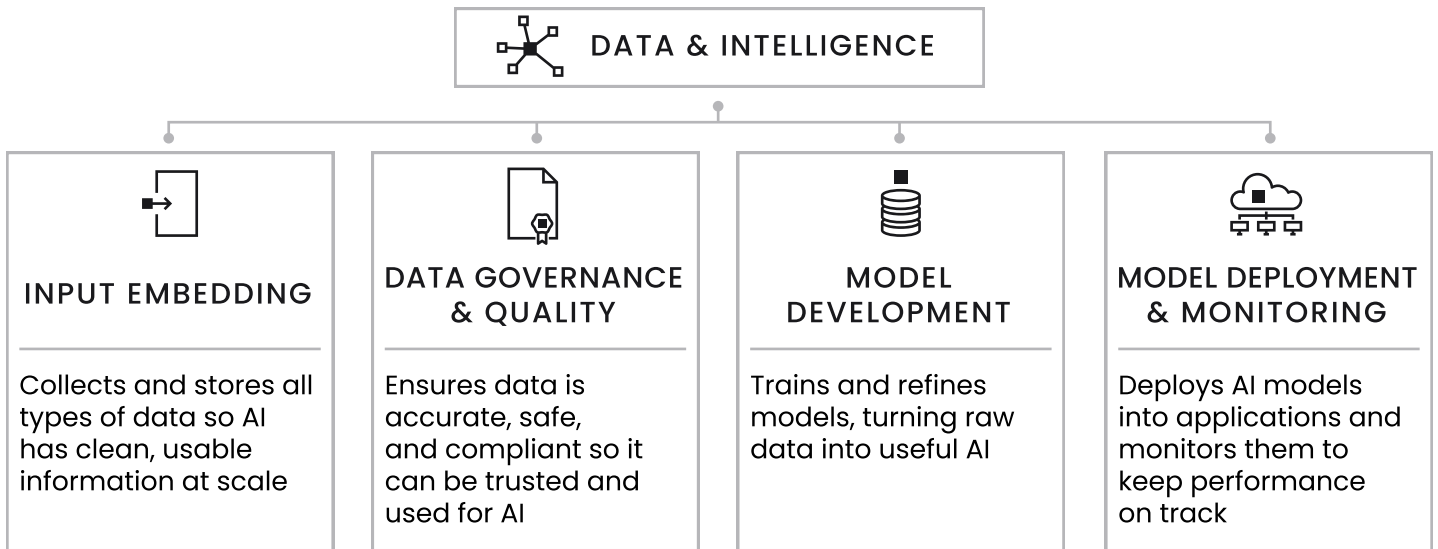 DATA & INTELLIGENCE
INPUT EMBEDDING
Collects and stores all
types of data so AI
has clean, usable
information at scale
DATA GOVERNANCE
& QUALITY
Ensures data is
accurate, safe,
and compliant so it
can be trusted and
used for AI
MODEL
DEVELOPMENT
Trains and refines
models, turning raw
data into useful AI
MODEL DEPLOYMENT
& MONITORING
Deploys AI models
into applications and
monitors them to
keep performance
on track